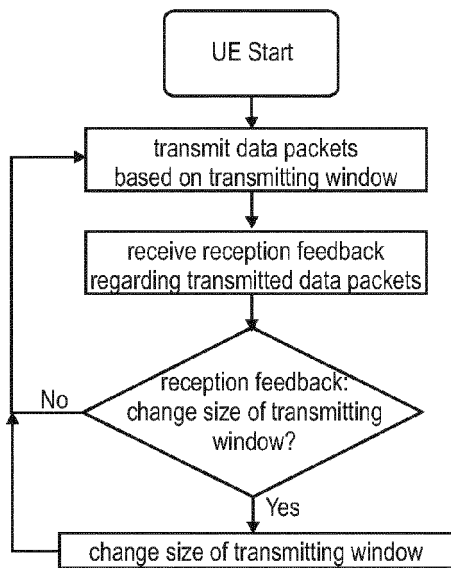 UE Start
transmit data packets
based on transmitting window
receive reception feedback
regarding transmitted data packets
reception feedback:
change size of transmitting
window?
No
Yes
change size of transmitting window